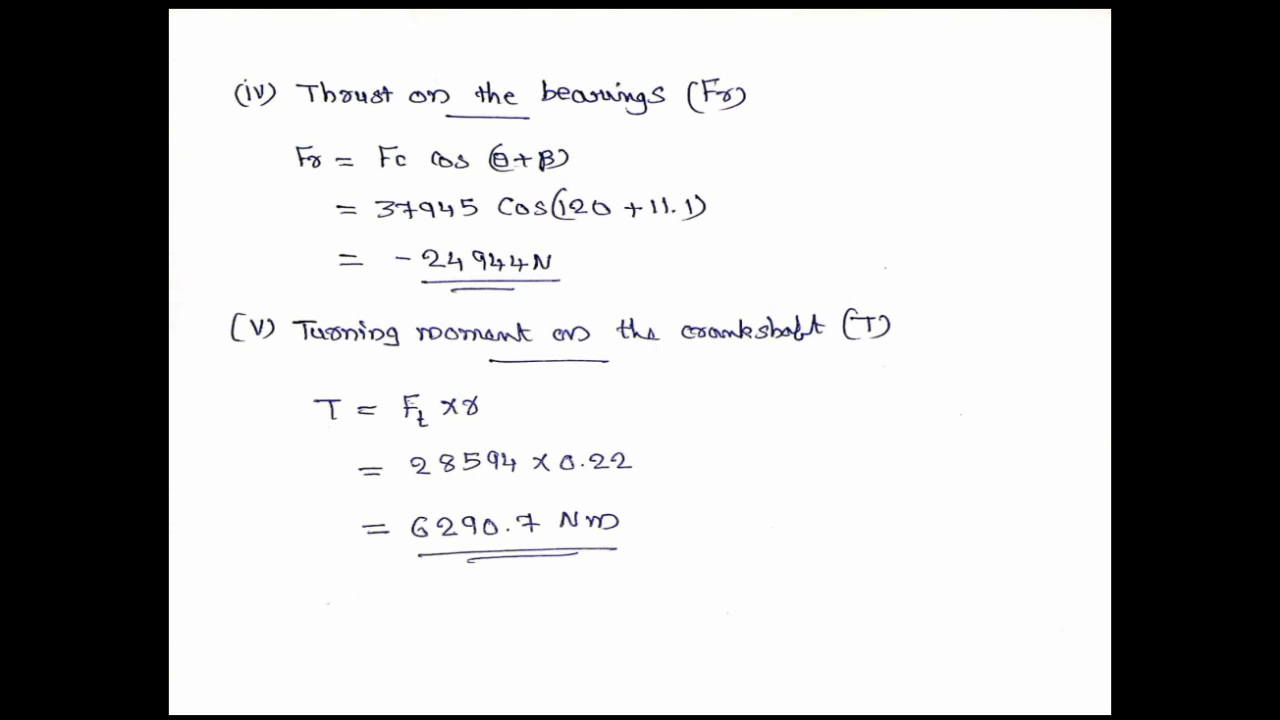 (iv) Thrust on the bearings (Fr)
Fr = Fc cos (θ+β)
= 37945 Cos(120 + 11.1)
= - 24944N
(v) Turning moment on the crankshaft (T)
T = Ft × r
= 28594 × 0.22
= 6290.7 Nm